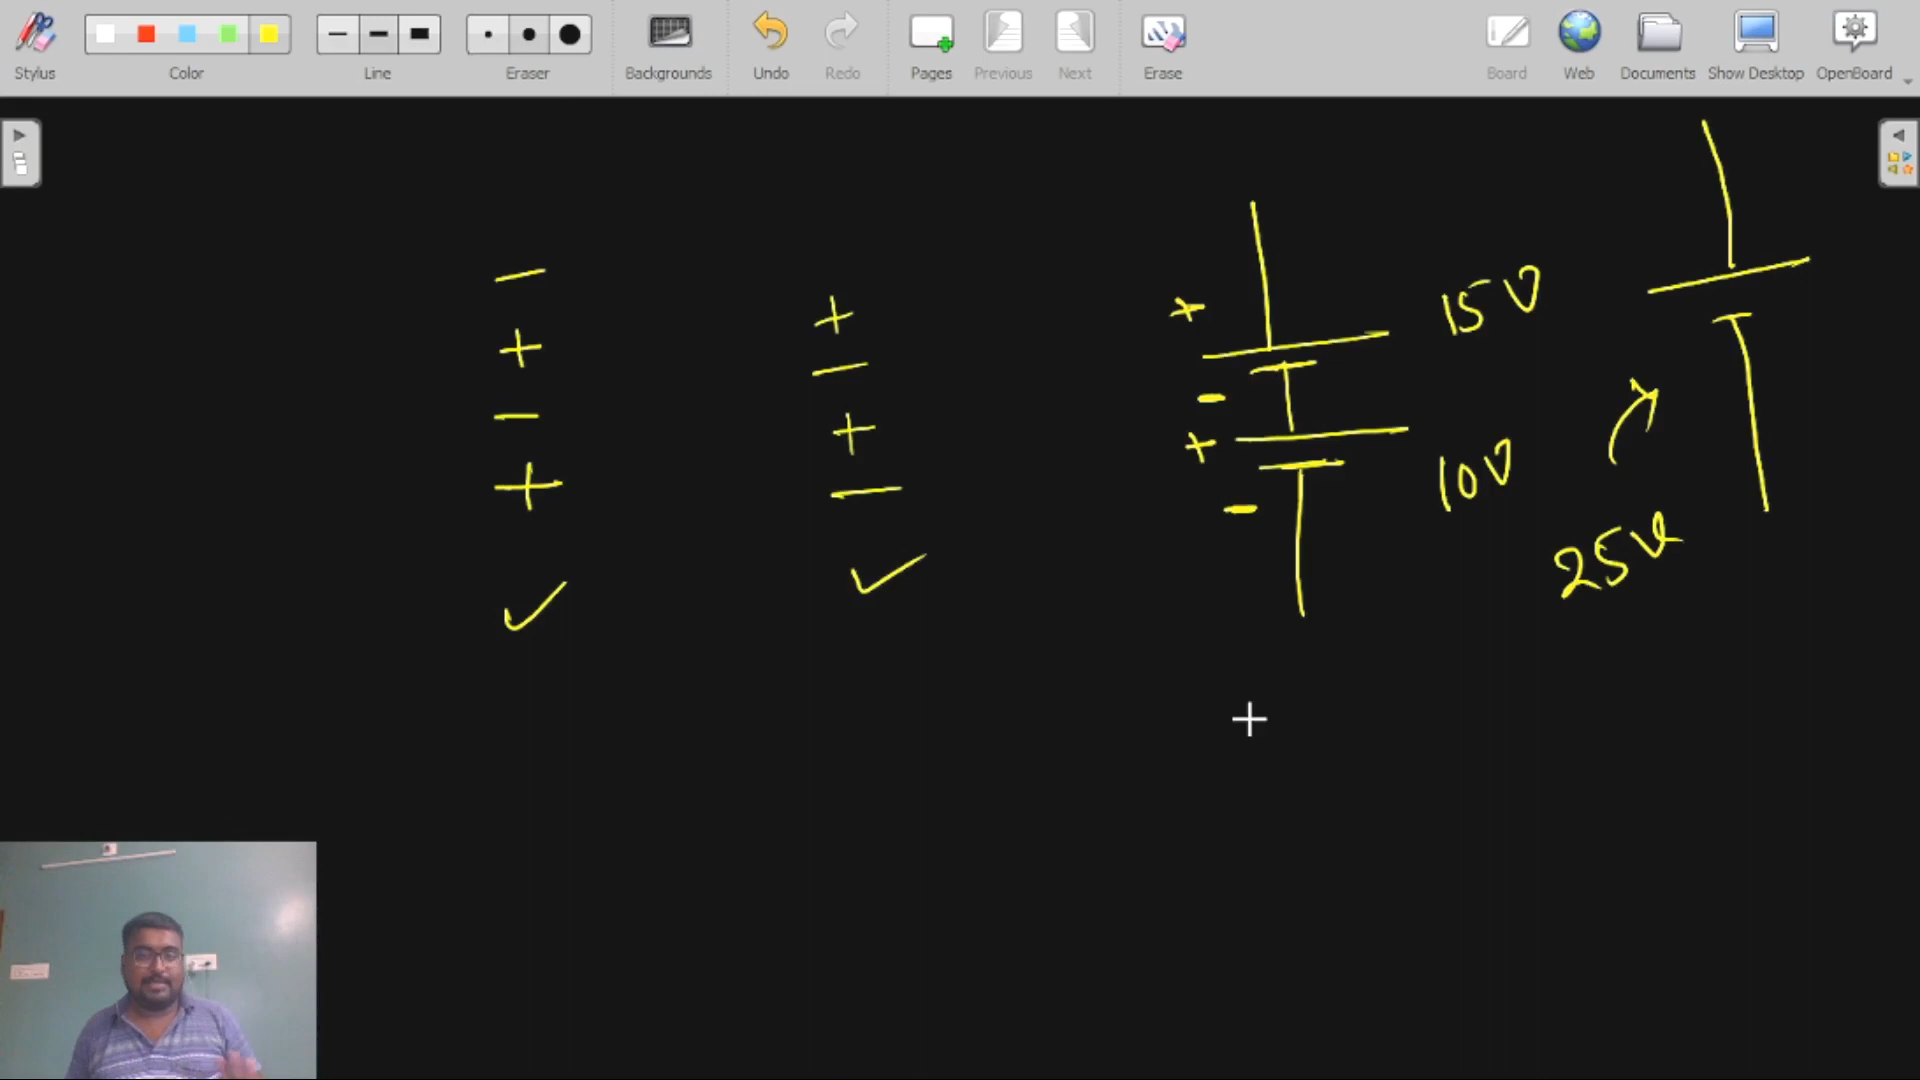 Stylus
Color
Line
Eraser
Backgrounds
Undo
Redo
Pages
Previous
Next
Erase
Board
Web
Documents
Show Desktop
OpenBoard
−
+
−
+
+
−
+
−
+
15V
−
+
10V
−
25V